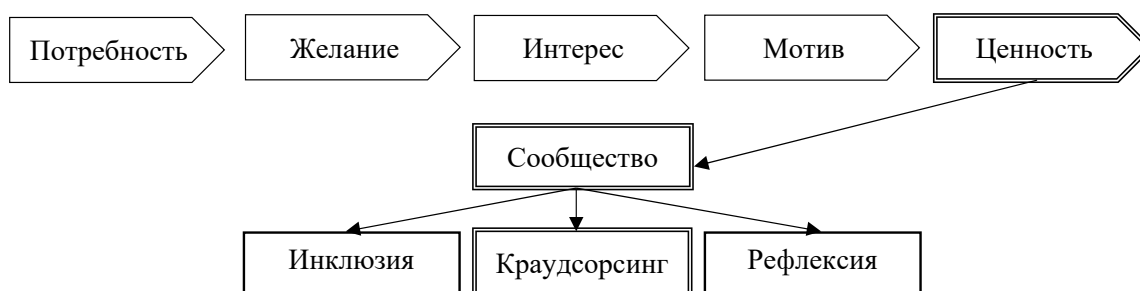 Потребность
Желание
Интерес
Мотив
Ценность
Сообщество
Инклюзия
Краудсорсинг
Рефлексия